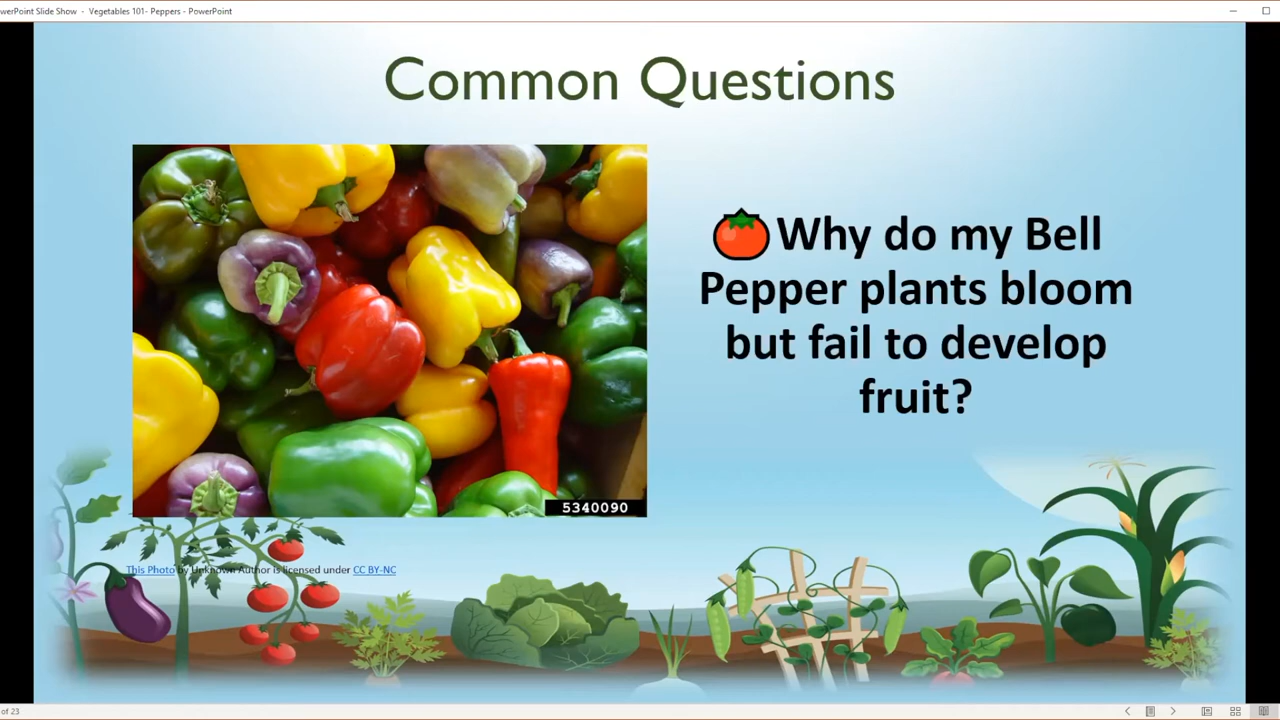 werPoint Slide Show - Vegetables 101- Peppers - PowerPoint
Common Questions
Why do my Bell
Pepper plants bloom
but fail to develop
fruit?
5340090
This Photo by Unknown Author is licensed under CC BY-NC
of 23